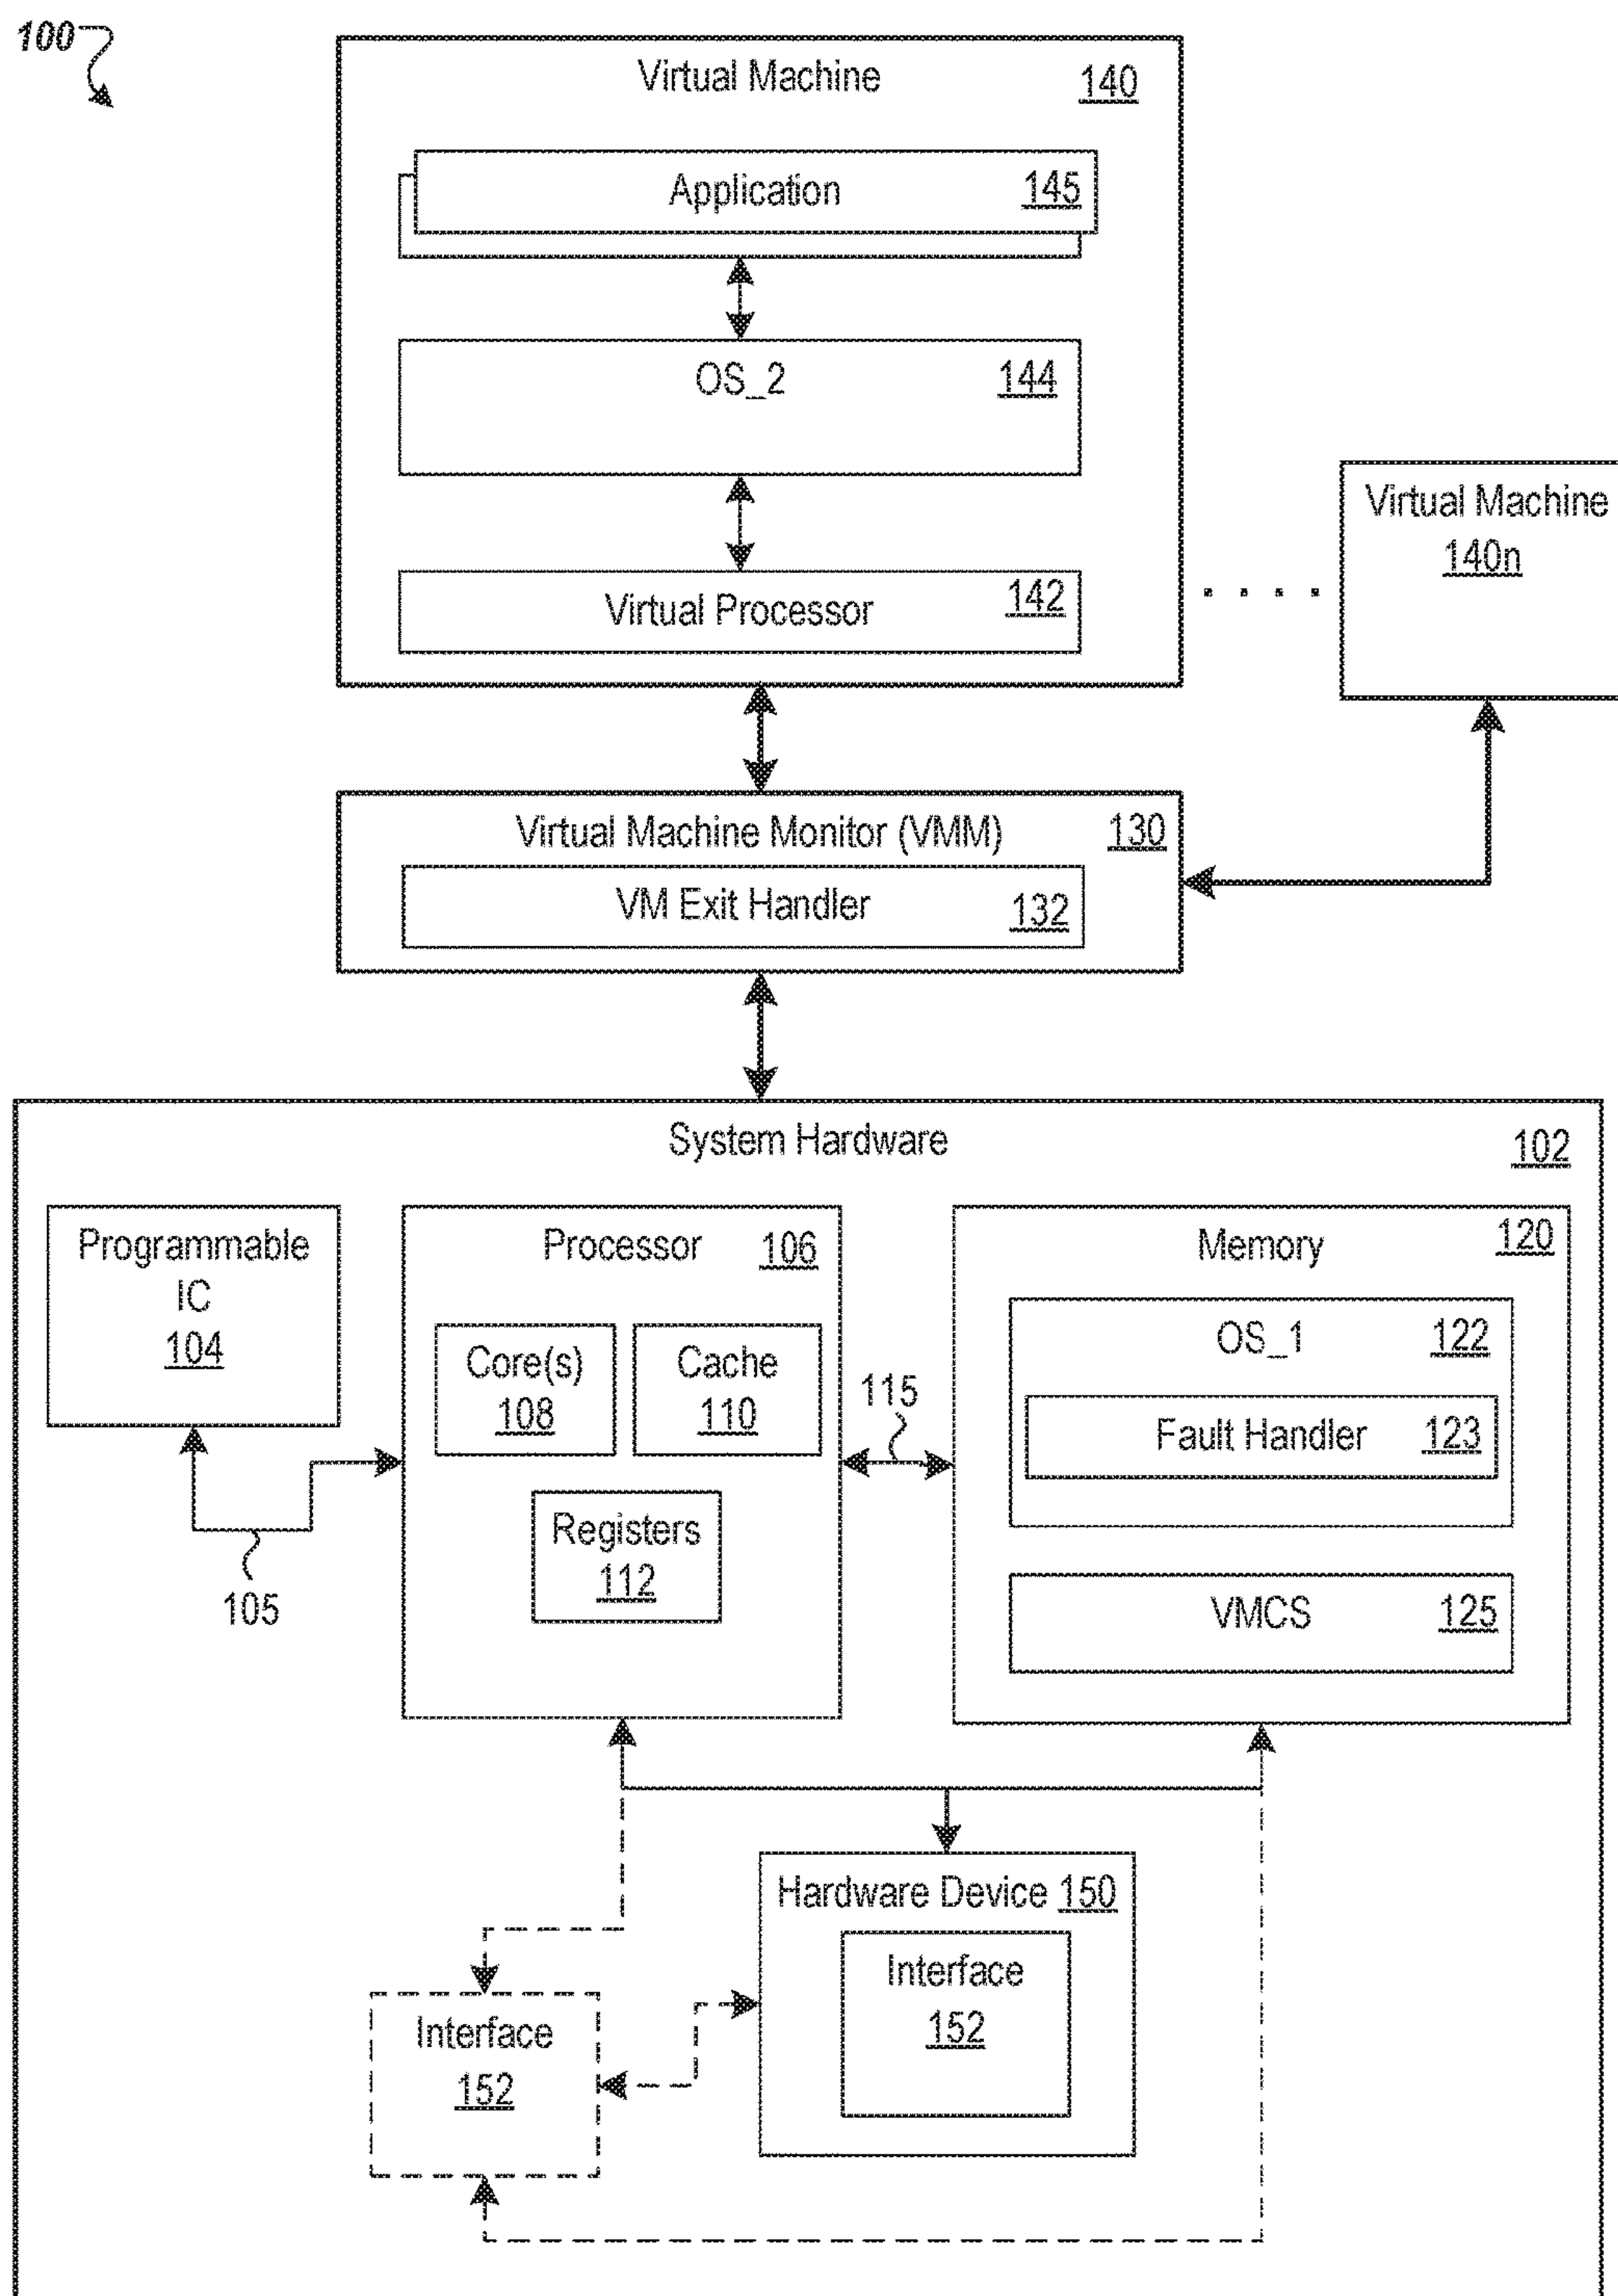 100
Virtual Machine 140
Application 145
OS_2 144
Virtual Processor 142
. . . .
Virtual Machine
140n
Virtual Machine Monitor (VMM) 130
VM Exit Handler 132
System Hardware 102
Programmable
IC
104
105
Processor 106
Core(s)
108
Cache
110
Registers
112
115
Memory 120
OS_1 122
Fault Handler 123
VMCS 125
Hardware Device 150
Interface
152
Interface
152